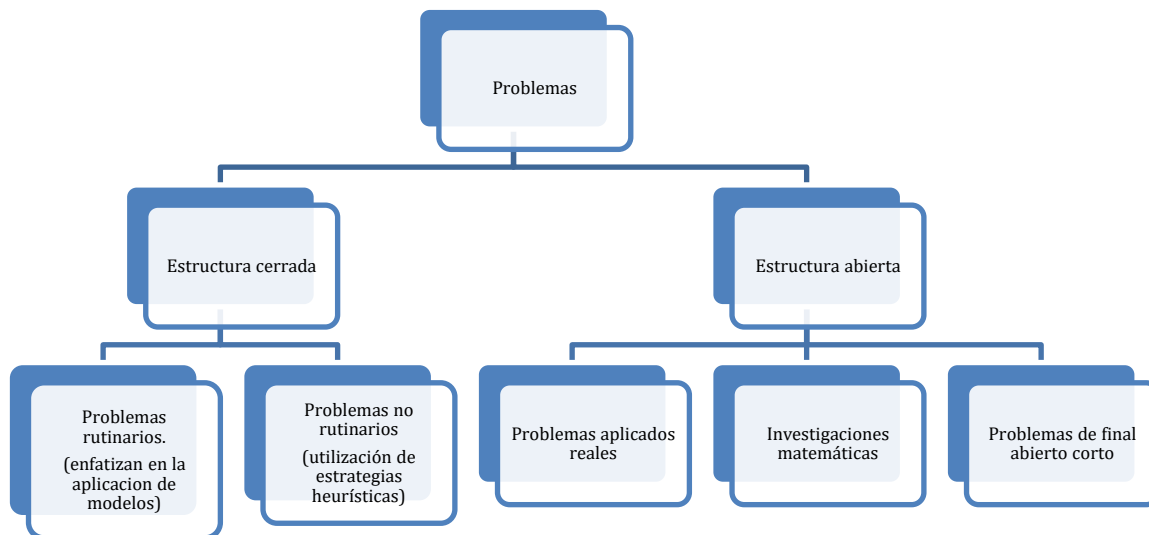 Problemas
Estructura cerrada
Estructura abierta
Problemas
rutinarios.
(enfatizan en la
aplicacion de
modelos)
Problemas no
rutinarios
(utilización de
estrategias
heurísticas)
Problemas aplicados
reales
Investigaciones
matemáticas
Problemas de final
abierto corto